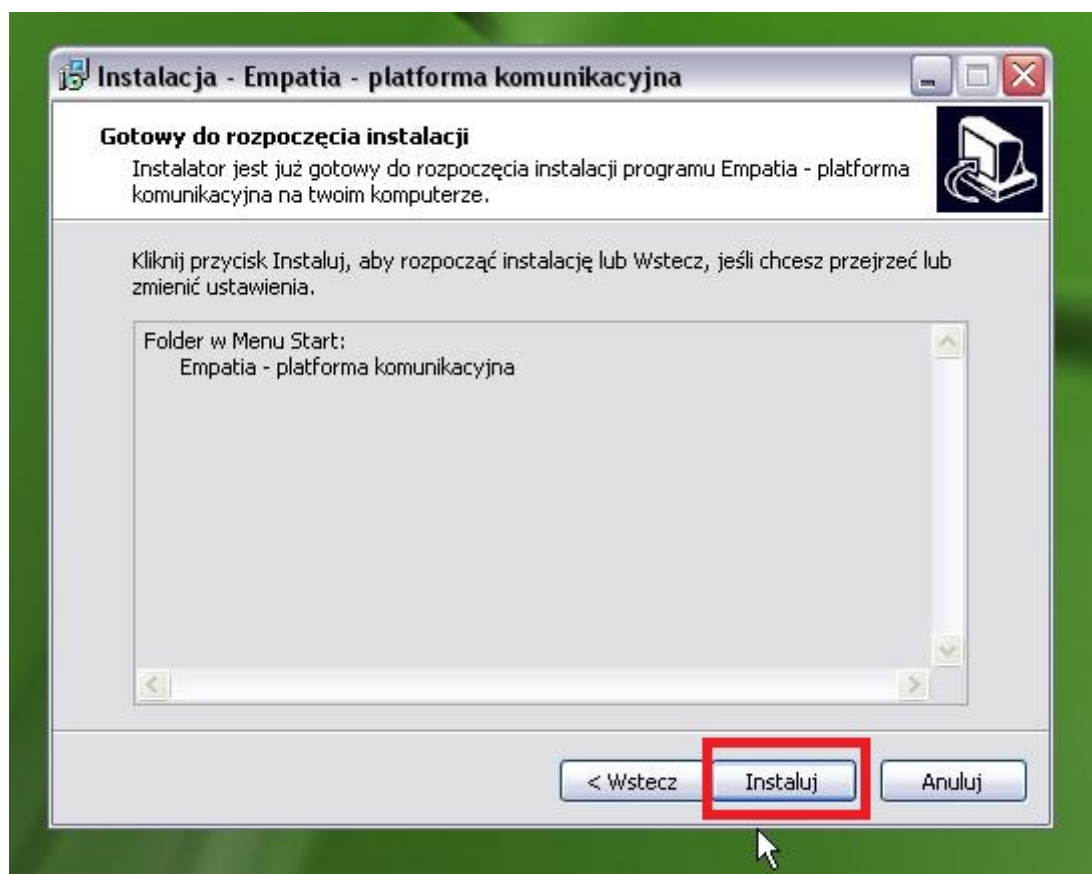 Instalacja - Empatia - platforma komunikacyjna
Gotowy do rozpoczęcia instalacji
Instalator jest już gotowy do rozpoczęcia instalacji programu Empatia - platforma
komunikacyjna na twoim komputerze.
Kliknij przycisk Instaluj, aby rozpocząć instalację lub Wstecz, jeśli chcesz przejrzeć lub
zmienić ustawienia.
Folder w Menu Start:
Empatia - platforma komunikacyjna
< Wstecz Instaluj Anuluj